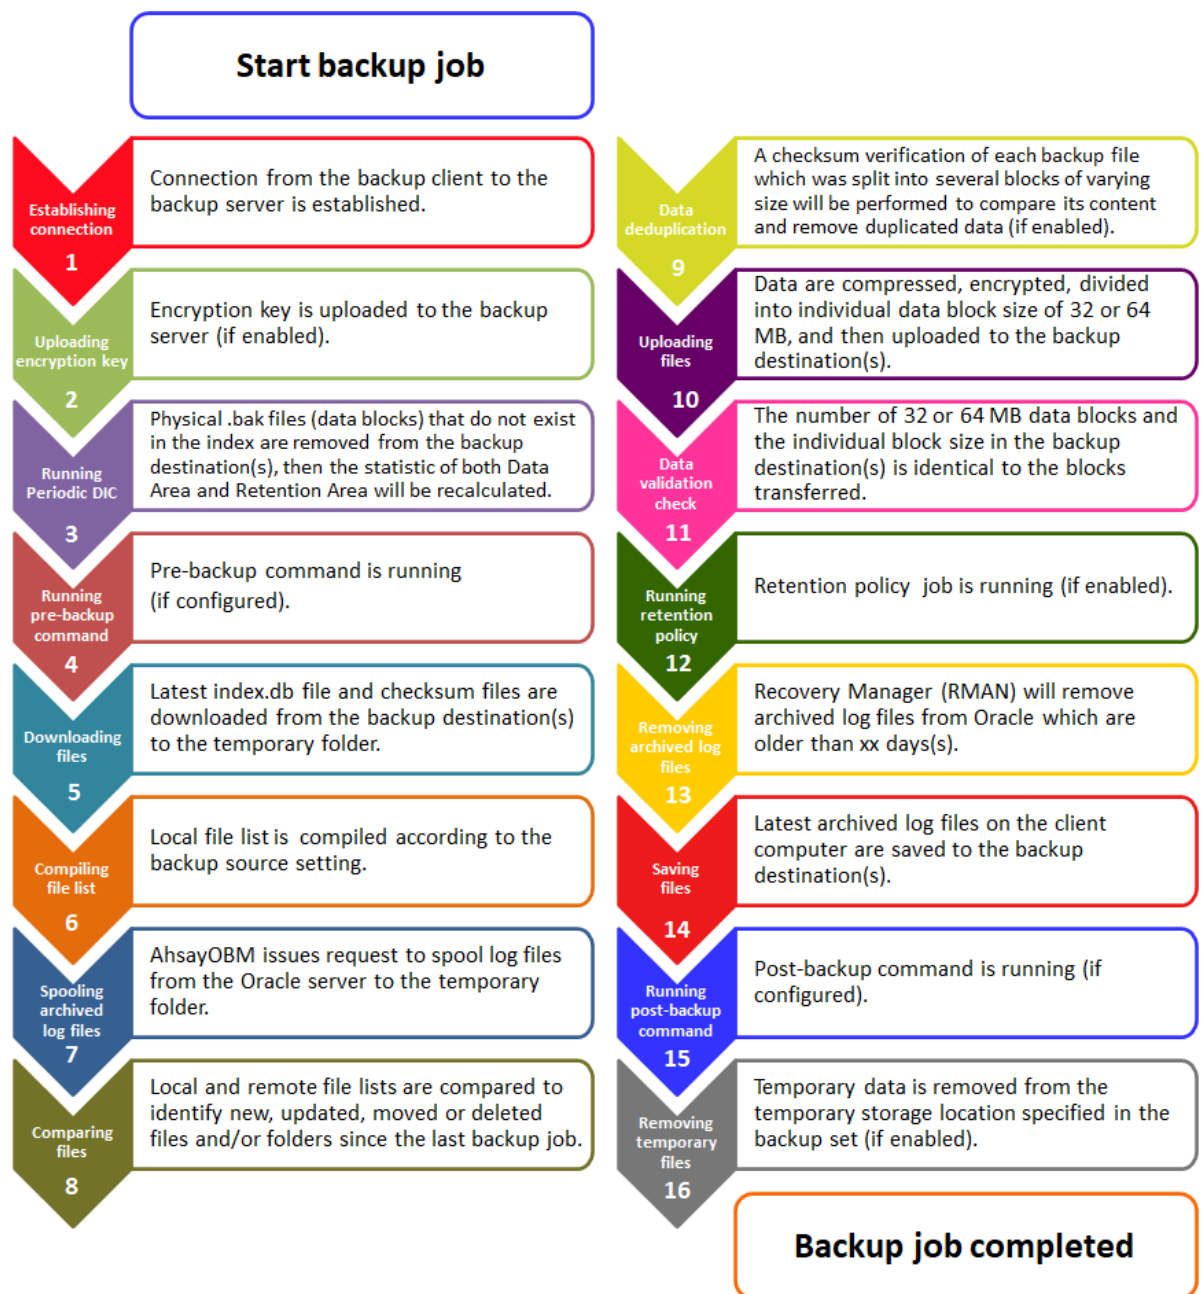 Start backup job
Establishing
connection
1
Connection from the backup client to the
backup server is established.
Uploading
encryption key
2
Encryption key is uploaded to the backup
server (if enabled).
Running
Periodic DIC
3
Physical .bak files (data blocks) that do not exist
in the index are removed from the backup
destination(s), then the statistic of both Data
Area and Retention Area will be recalculated.
Running
pre-backup
command
4
Pre-backup command is running
(if configured).
Downloading
files
5
Latest index.db file and checksum files are
downloaded from the backup destination(s)
to the temporary folder.
Compiling
file list
6
Local file list is compiled according to the
backup source setting.
Spooling
archived
log files
7
AhsayOBM issues request to spool log files
from the Oracle server to the temporary
folder.
Comparing
files
8
Local and remote file lists are compared to
identify new, updated, moved or deleted
files and/or folders since the last backup job.
Data
deduplication
9
A checksum verification of each backup file
which was split into several blocks of varying
size will be performed to compare its content
and remove duplicated data (if enabled).
Uploading
files
10
Data are compressed, encrypted, divided
into individual data block size of 32 or 64
MB, and then uploaded to the backup
destination(s).
Data
validation
check
11
The number of 32 or 64 MB data blocks and
the individual block size in the backup
destination(s) is identical to the blocks
transferred.
Running
retention
policy
12
Retention policy job is running (if enabled).
Removing
archived log
files
13
Recovery Manager (RMAN) will remove
archived log files from Oracle which are
older than xx days(s).
Saving
files
14
Latest archived log files on the client
computer are saved to the backup
destination(s).
Running
post-backup
command
15
Post-backup command is running (if
configured).
Removing
temporary
files
16
Temporary data is removed from the
temporary storage location specified in the
backup set (if enabled).
Backup job completed